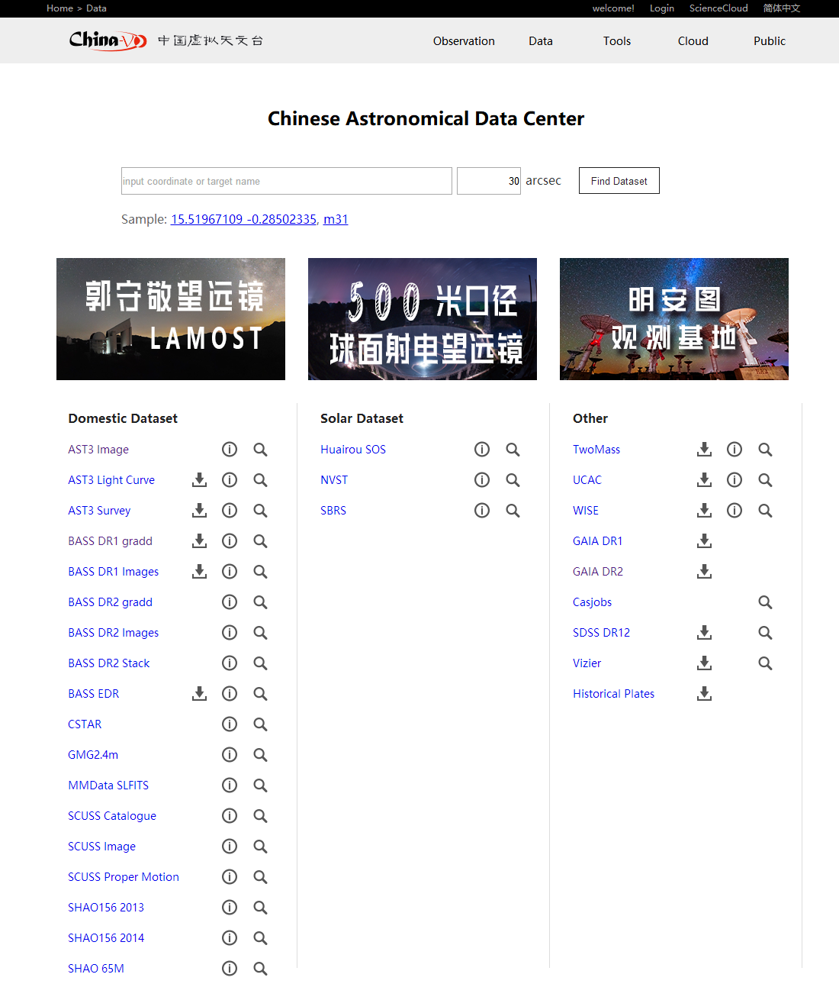 Home > Data
welcome! Login ScienceCloud 简体中文
China-VO 中国虚拟天文台
Observation Data Tools Cloud Public
Chinese Astronomical Data Center
input coordinate or target name 30 arcsec Find Dataset
Sample: 15.51967109 -0.28502335, m31
郭守敬望远镜
LAMOST
500 米口径
球面射电望远镜
明安图
观测基地
Domestic Dataset
AST3 Image
AST3 Light Curve
AST3 Survey
BASS DR1 gradd
BASS DR1 Images
BASS DR2 gradd
BASS DR2 Images
BASS DR2 Stack
BASS EDR
CSTAR
GMG2.4m
MMData SLFITS
SCUSS Catalogue
SCUSS Image
SCUSS Proper Motion
SHAO156 2013
SHAO156 2014
SHAO 65M
Solar Dataset
Huairou SOS
NVST
SBRS
Other
TwoMass
UCAC
WISE
GAIA DR1
GAIA DR2
Casjobs
SDSS DR12
Vizier
Historical Plates